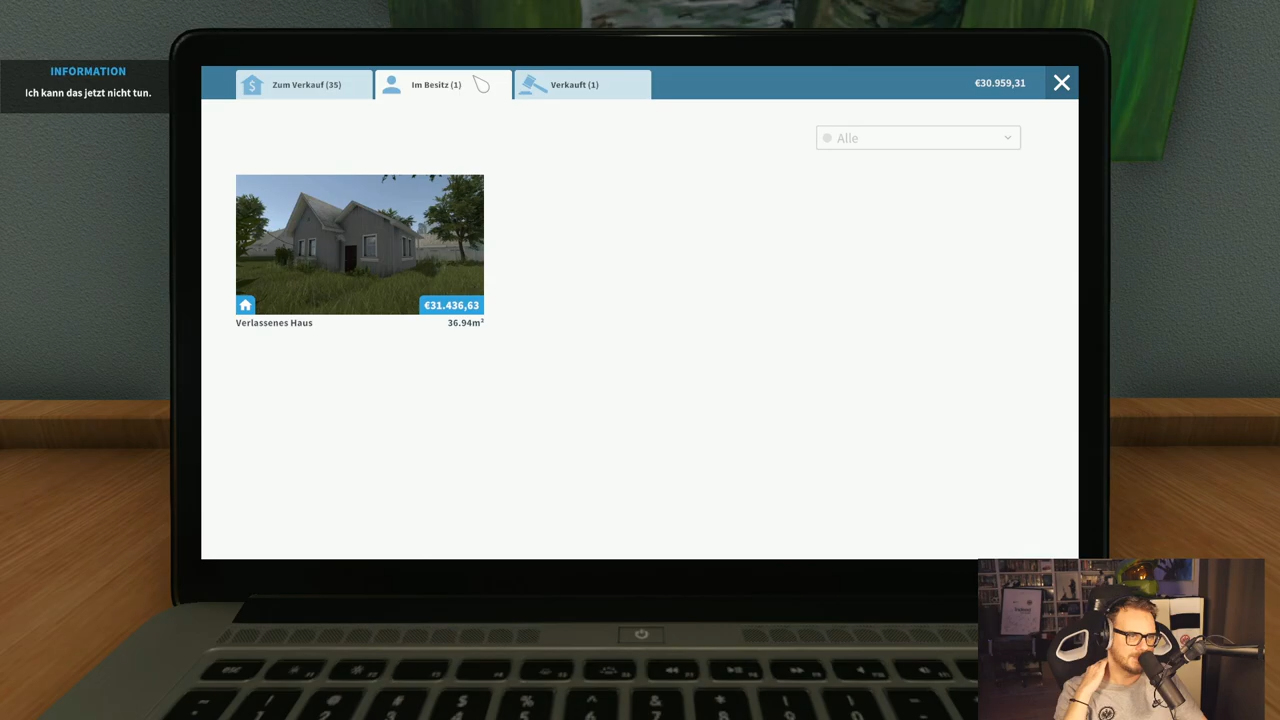 INFORMATION
Ich kann das jetzt nicht tun.
Zum Verkauf (35)
Im Besitz (1)
Verkauft (1)
€30.959,31
Alle
€31.436,63
Verlassenes Haus
36.94m²